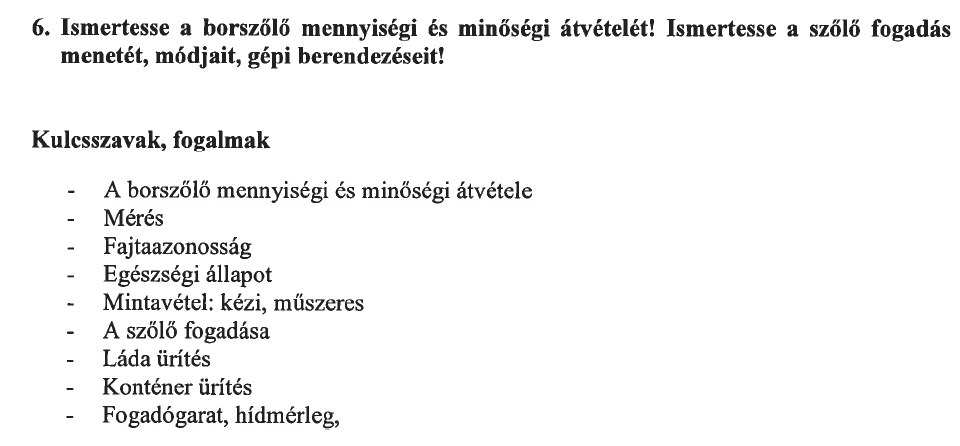 6. Ismertesse a borszőlő mennyiségi és minőségi átvételét! Ismertesse a szőlő fogadás
menetét, módjait, gépi berendezéseit!
Kulcsszavak, fogalmak
- A borszőlő mennyiségi és minőségi átvétele
- Mérés
- Fajtaazonosság
- Egészségi állapot
- Mintavétel: kézi, műszeres
- A szőlő fogadása
- Láda ürítés
- Konténer ürítés
- Fogadógarat, hídmérleg,